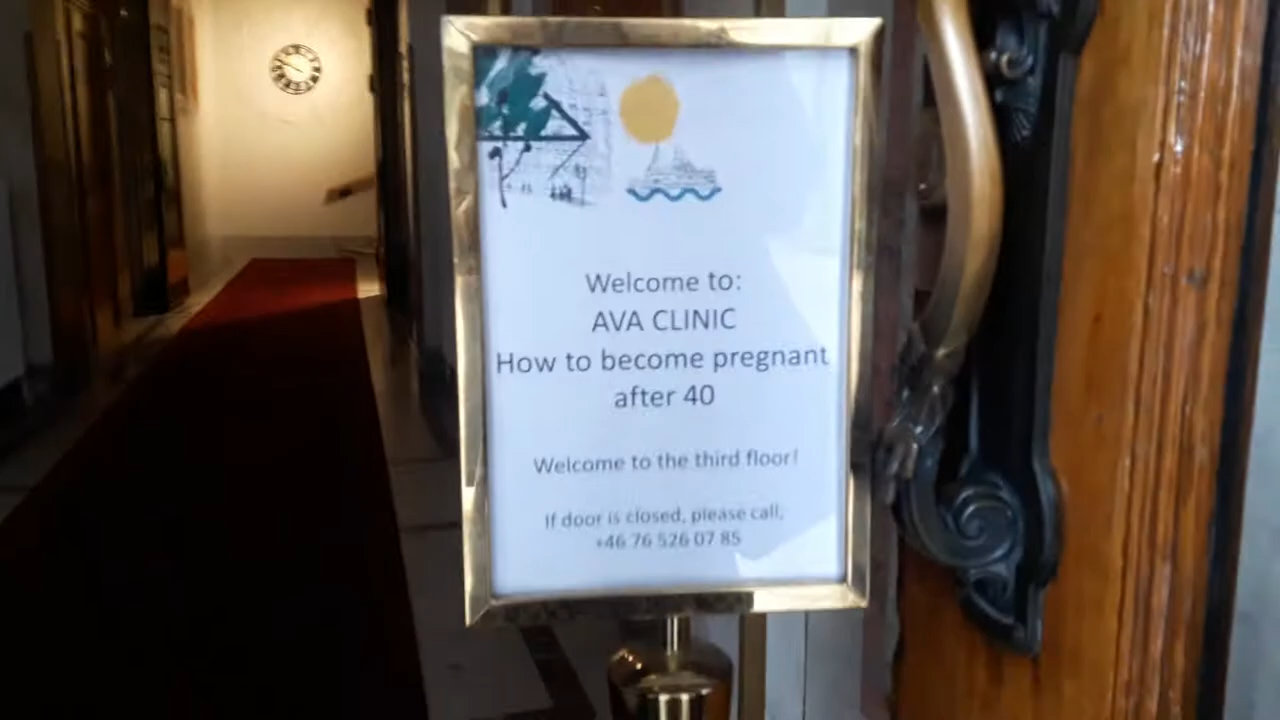 Welcome to:
AVA CLINIC
How to become pregnant
after 40
Welcome to the third floor!
If door is closed, please call,
+46 76 526 07 85